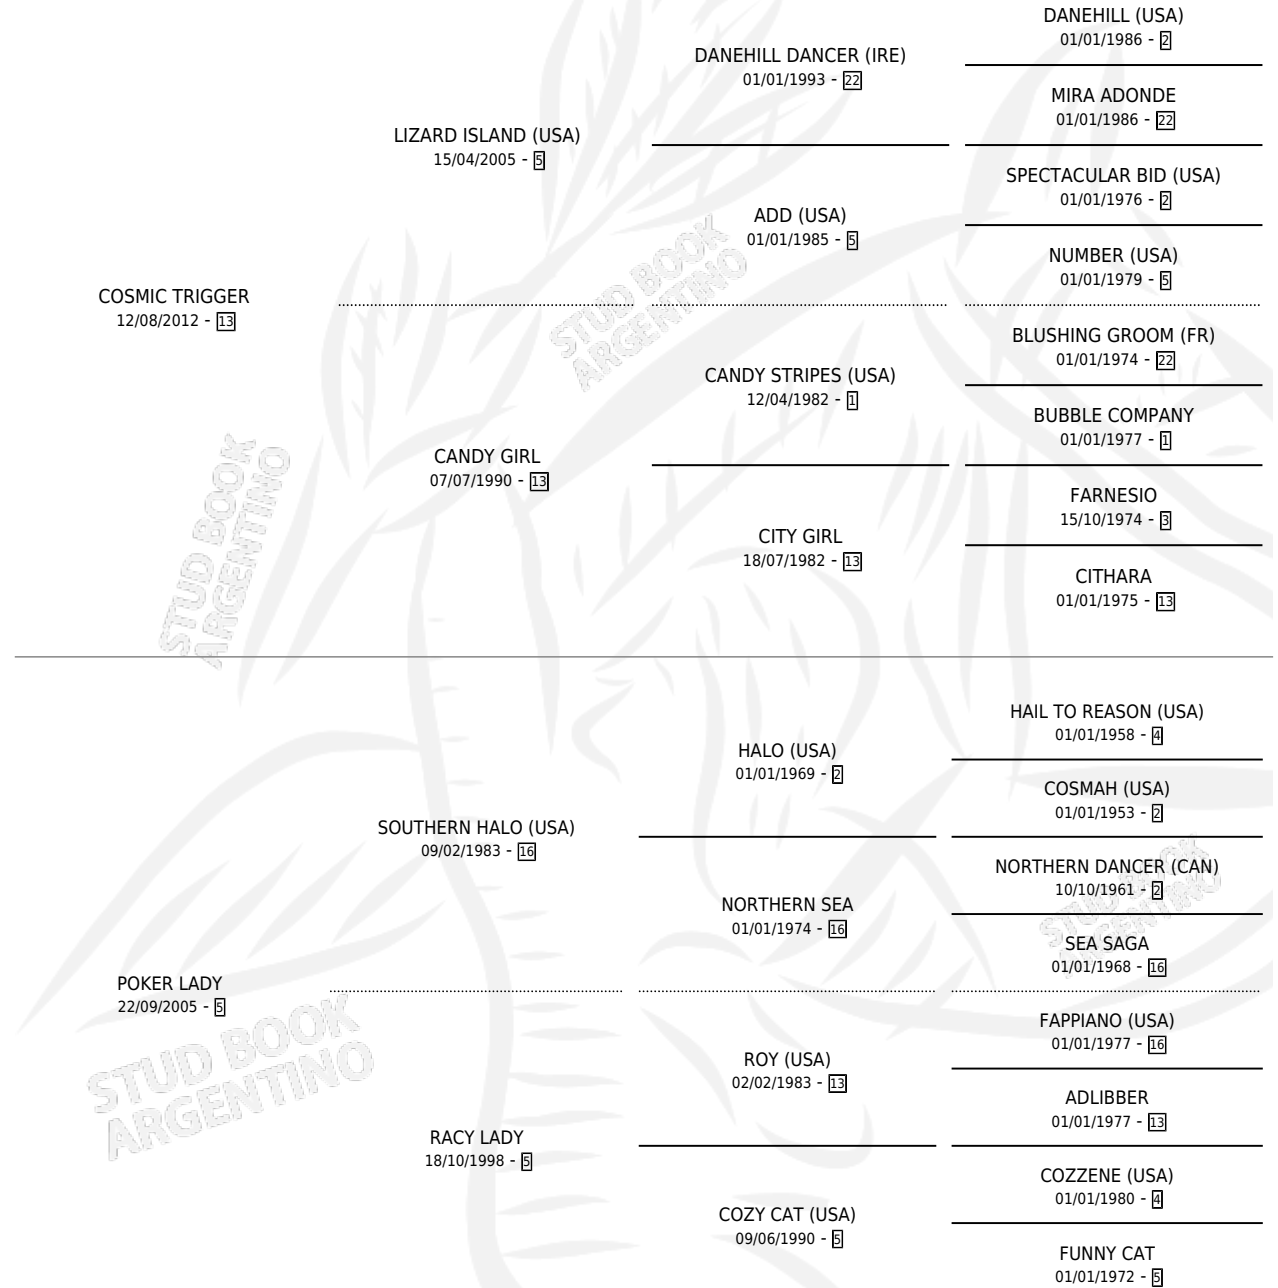 DANEHILL (USA)
01/01/1986 - 2
DANEHILL DANCER (IRE)
01/01/1993 - 22
MIRA ADONDE
01/01/1986 - 22
LIZARD ISLAND (USA)
15/04/2005 - 5
SPECTACULAR BID (USA)
01/01/1976 - 2
ADD (USA)
01/01/1985 - 5
NUMBER (USA)
01/01/1979 - 5
COSMIC TRIGGER
12/08/2012 - 13
STUD BOOK
ARGENTINO
BLUSHING GROOM (FR)
01/01/1974 - 22
CANDY STRIPES (USA)
12/04/1982 - 1
BUBBLE COMPANY
01/01/1977 - 1
CANDY GIRL
07/07/1990 - 13
FARNESIO
15/10/1974 - 3
CITY GIRL
18/07/1982 - 13
CITHARA
01/01/1975 - 13
STUD BOOK
ARGENTINO
HAIL TO REASON (USA)
01/01/1958 - 4
HALO (USA)
01/01/1969 - 2
COSMAH (USA)
01/01/1953 - 2
SOUTHERN HALO (USA)
09/02/1983 - 16
NORTHERN DANCER (CAN)
10/10/1961 - 2
STUD BOOK
ARGENTINO
NORTHERN SEA
01/01/1974 - 16
SEA SAGA
01/01/1968 - 16
POKER LADY
22/09/2005 - 5
STUD BOOK
ARGENTINO
FAPPIANO (USA)
01/01/1977 - 16
ROY (USA)
02/02/1983 - 13
ADLIBBER
01/01/1977 - 13
RACY LADY
18/10/1998 - 5
COZZENE (USA)
01/01/1980 - 4
COZY CAT (USA)
09/06/1990 - 5
FUNNY CAT
01/01/1972 - 5